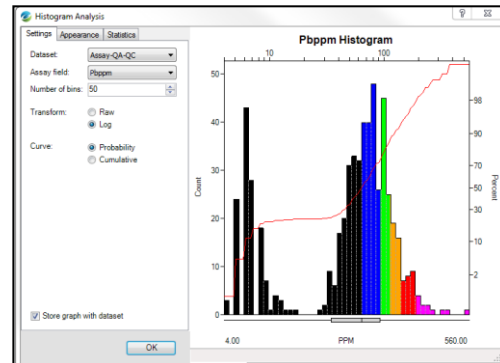 Histogram Analysis
Settings Appearance Statistics
Dataset: Assay-QA-QC
Assay field: Pbppm
Number of bins: 50
Transform: Raw
Log
Curve: Probability
Cumulative
Store graph with dataset
OK
Pbppm Histogram
10 100
50
40
30
20
10
0
Count
98
90
70
50
30
10
2
Percent
4.00 PPM 560.00